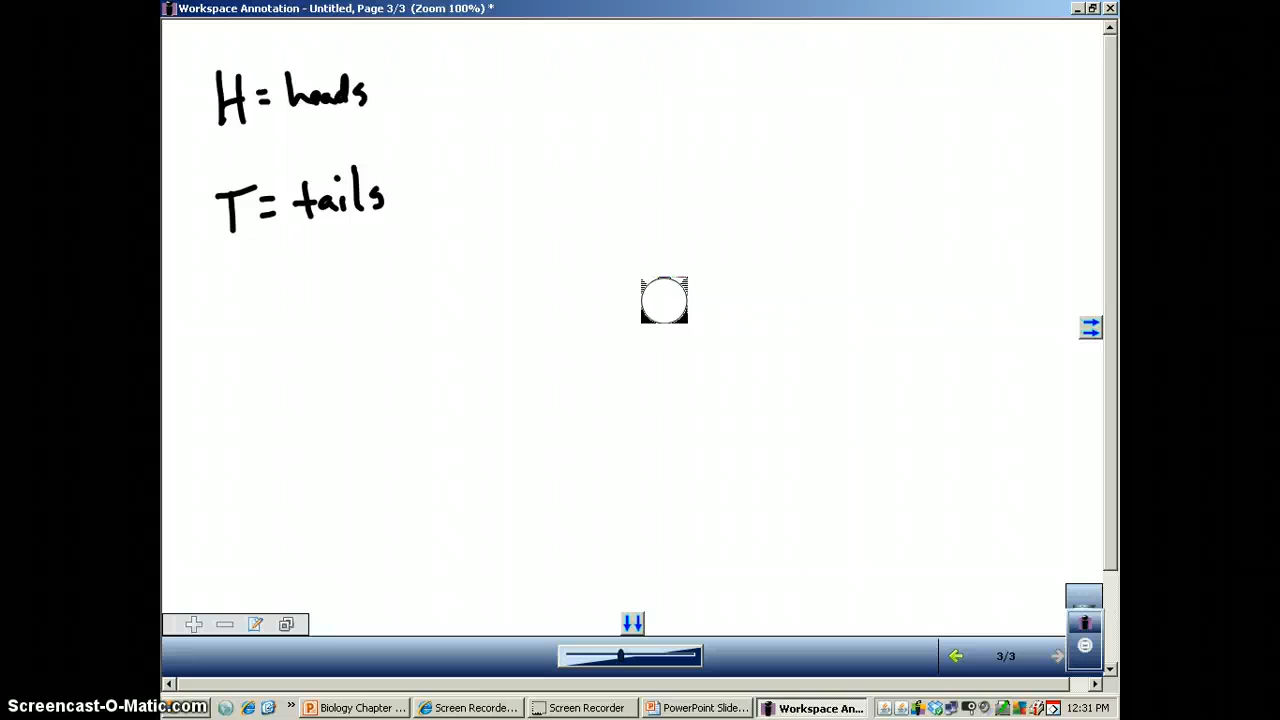 Workspace Annotation - Untitled, Page 3/3 (Zoom 100%) *
H = heads
T = tails
3/3
Screencast-O-Matic.com
»
Biology Chapter ...
Screen Recorde...
Screen Recorder
PowerPoint Slide...
Workspace An...
12:31 PM